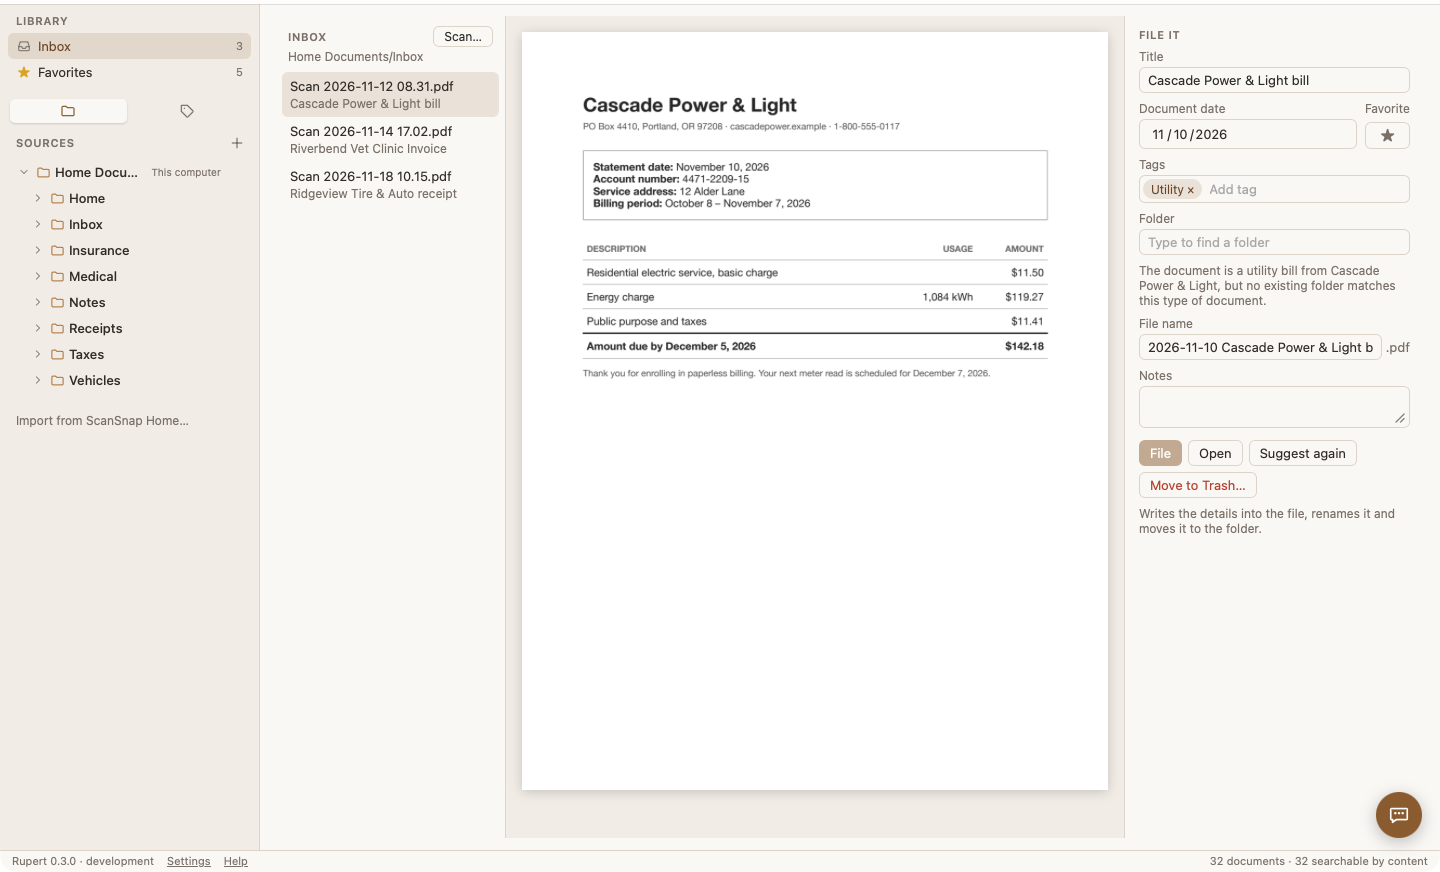 LIBRARY
Inbox 3
Favorites 5
SOURCES
Home Docu... This computer
Home
Inbox
Insurance
Medical
Notes
Receipts
Taxes
Vehicles
Import from ScanSnap Home...
INBOX Scan...
Home Documents/Inbox
Scan 2026-11-12 08.31.pdf
Cascade Power & Light bill
Scan 2026-11-14 17.02.pdf
Riverbend Vet Clinic Invoice
Scan 2026-11-18 10.15.pdf
Ridgeview Tire & Auto receipt
Cascade Power & Light
PO Box 4410, Portland, OR 97208 · cascadepower.example · 1-800-555-0117
Statement date: November 10, 2026
Account number: 4471-2209-15
Service address: 12 Alder Lane
Billing period: October 8 – November 7, 2026
DESCRIPTION USAGE AMOUNT
Residential electric service, basic charge $11.50
Energy charge 1,084 kWh $119.27
Public purpose and taxes $11.41
Amount due by December 5, 2026 $142.18
Thank you for enrolling in paperless billing. Your next meter read is scheduled for December 7, 2026.
FILE IT
Title
Cascade Power & Light bill
Document date Favorite
11/10/2026
Tags
Utility × Add tag
Folder
Type to find a folder
The document is a utility bill from Cascade
Power & Light, but no existing folder matches
this type of document.
File name
2026-11-10 Cascade Power & Light b .pdf
Notes
File Open Suggest again
Move to Trash...
Writes the details into the file, renames it and
moves it to the folder.
Rupert 0.3.0 · development Settings Help
32 documents · 32 searchable by content